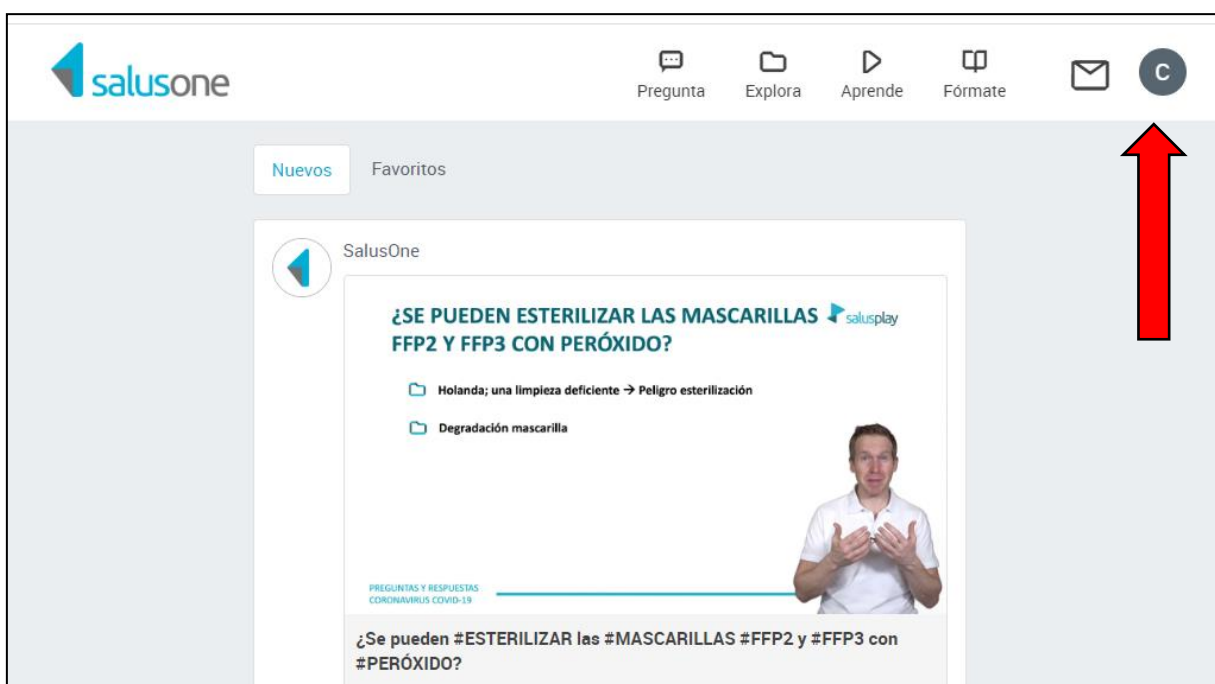 salusone
Pregunta Explora Aprende Fórmate
C
Nuevos Favoritos
SalusOne
¿SE PUEDEN ESTERILIZAR LAS MASCARILLAS
FFP2 Y FFP3 CON PERÓXIDO?
salusplay
Holanda; una limpieza deficiente → Peligro esterilización
Degradación mascarilla
PREGUNTAS Y RESPUESTAS
CORONAVIRUS COVID-19
¿Se pueden #ESTERILIZAR las #MASCARILLAS #FFP2 y #FFP3 con
#PERÓXIDO?